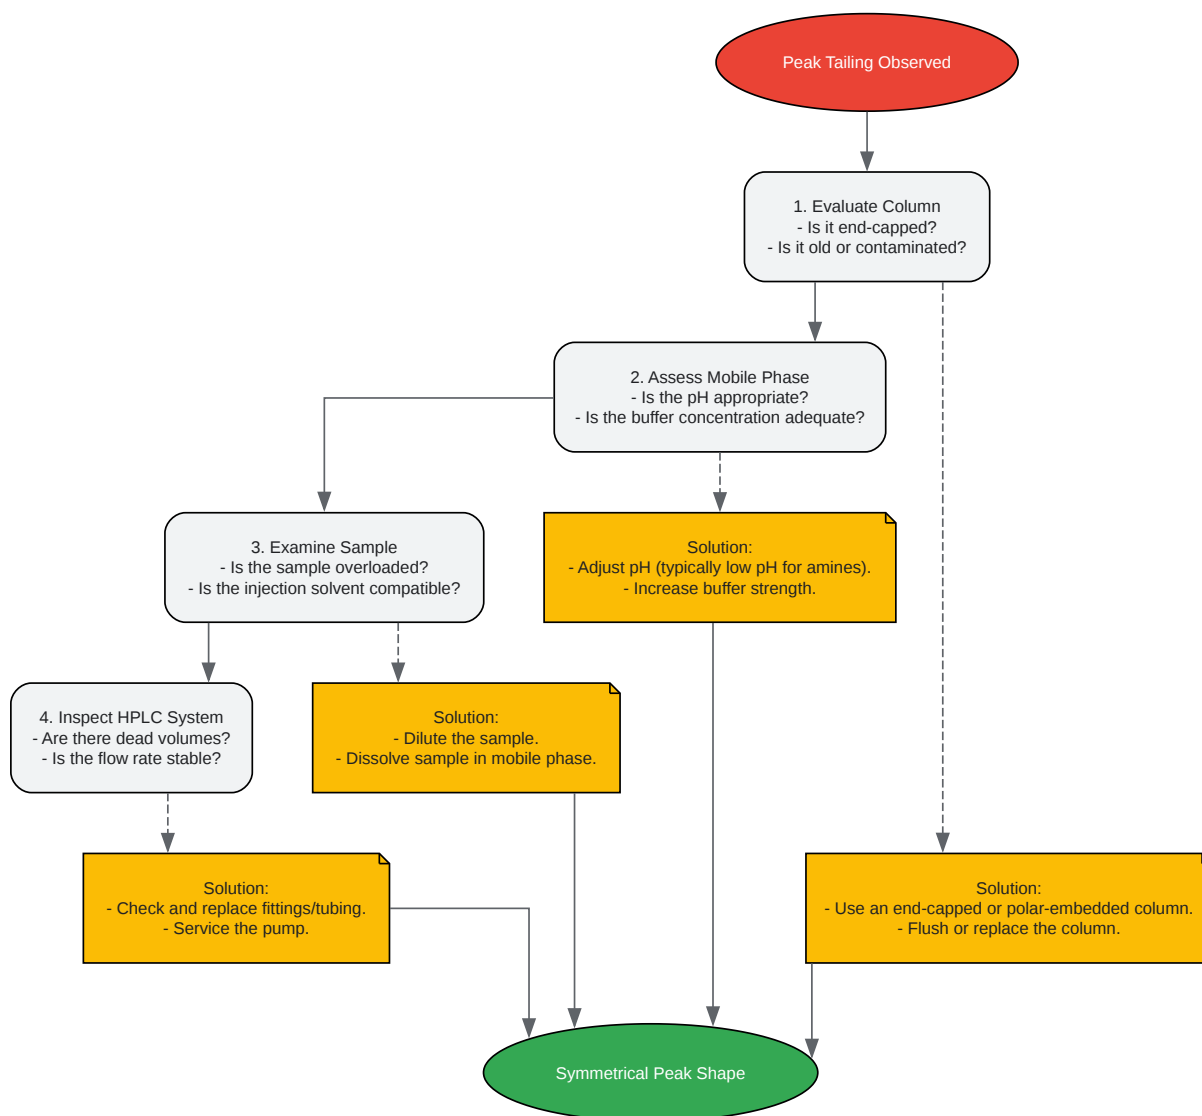 Peak Tailing Observed
1. Evaluate Column
- Is it end-capped?
- Is it old or contaminated?
2. Assess Mobile Phase
- Is the pH appropriate?
- Is the buffer concentration adequate?
3. Examine Sample
- Is the sample overloaded?
- Is the injection solvent compatible?
Solution:
- Adjust pH (typically low pH for amines).
- Increase buffer strength.
4. Inspect HPLC System
- Are there dead volumes?
- Is the flow rate stable?
Solution:
- Dilute the sample.
- Dissolve sample in mobile phase.
Solution:
- Check and replace fittings/tubing.
- Service the pump.
Solution:
- Use an end-capped or polar-embedded column.
- Flush or replace the column.
Symmetrical Peak Shape